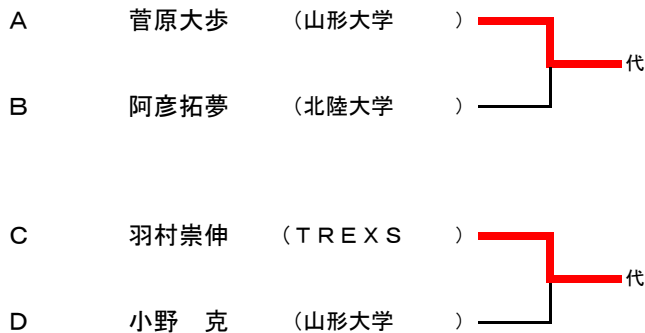 A 菅原大歩 （山形大学 ）
代
B 阿彦拓夢 （北陸大学 ）
C 羽村崇伸 （ＴＲＥＸＳ ）
代
D 小野　克 （山形大学 ）